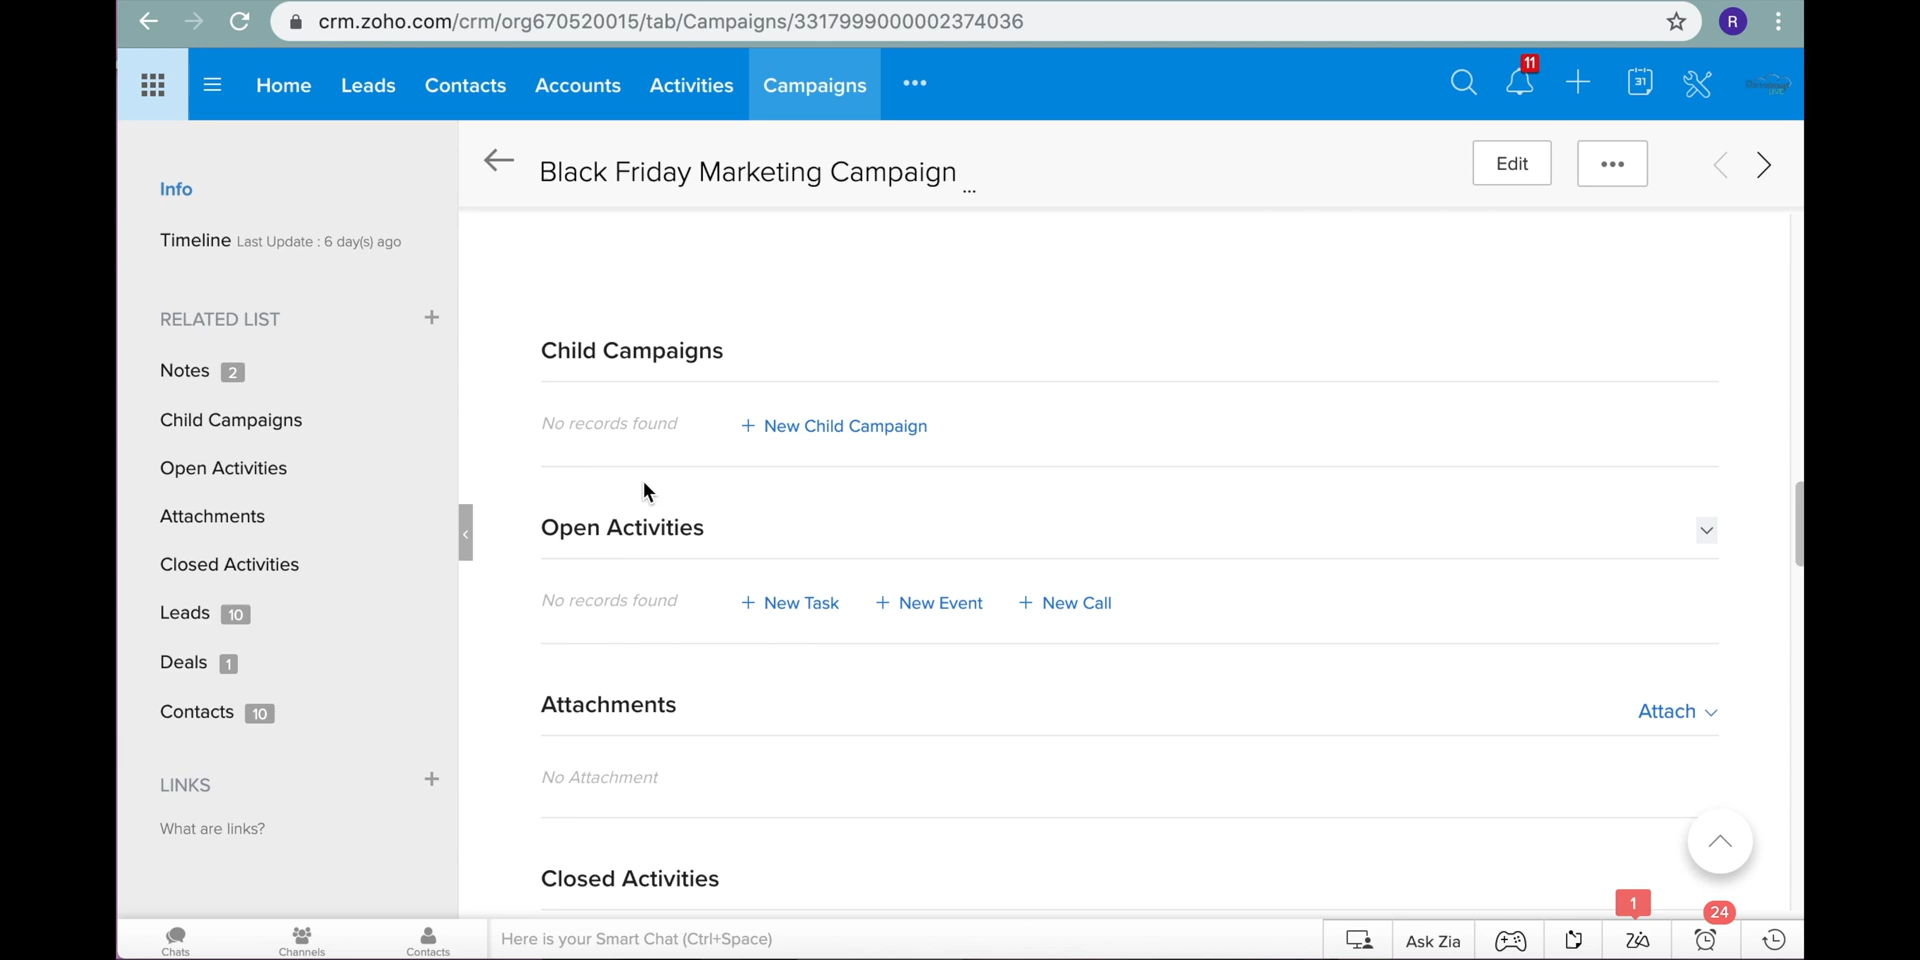 crm.zoho.com/crm/org670520015/tab/Campaigns/3317999000002374036
R
Home Leads Contacts Accounts Activities Campaigns •••
11
31
Black Friday Marketing Campaign ...
Edit •••
Info
Timeline Last Update : 6 day(s) ago
RELATED LIST +
Notes 2
Child Campaigns
Open Activities
Attachments
Closed Activities
Leads 10
Deals 1
Contacts 10
LINKS +
What are links?
Child Campaigns
No records found + New Child Campaign
Open Activities
No records found + New Task + New Event + New Call
Attachments Attach
No Attachment
Closed Activities
Chats Channels Contacts
Here is your Smart Chat (Ctrl+Space)
Ask Zia
1
24